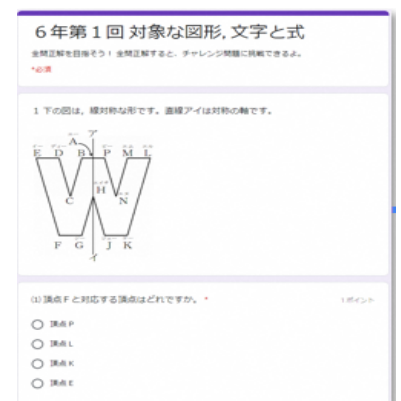 6年第1回 対象な図形, 文字と式
全問正解を目指そう！ 全問正解すると、チャレンジ問題に挑戦できるよ。
*必須
1 下の図は、線対称な形です。直線アイは対称の軸です。
ア
A
E D B P M L
H
C N
F G J K
イ
(1) 頂点Fと対応する頂点はどれですか。 *
1 ポイント
頂点 P
頂点 L
頂点 K
頂点 E